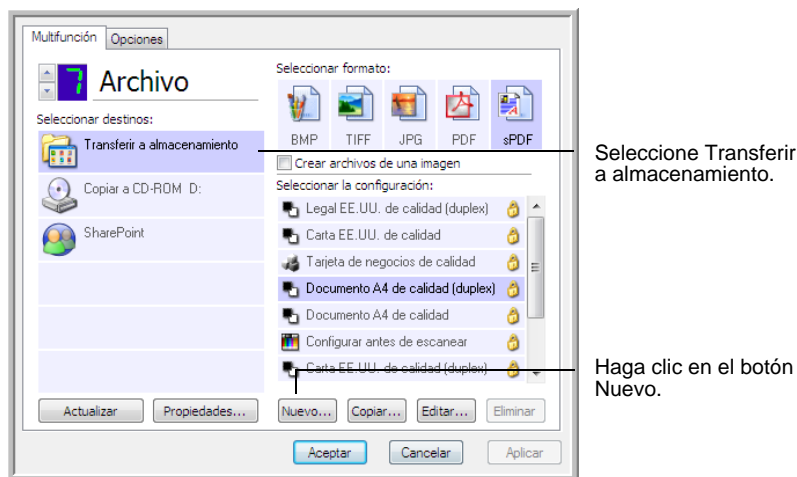 Multifunción Opciones
7 Archivo
Seleccionar destinos:
Transferir a almacenamiento
Copiar a CD-ROM D:
SharePoint
Actualizar Propiedades...
Seleccionar formato:
BMP TIFF JPG PDF sPDF
Crear archivos de una imagen
Seleccionar la configuración:
Legal EE.UU. de calidad (duplex)
Carta EE.UU. de calidad
Tarjeta de negocios de calidad
Documento A4 de calidad (duplex)
Documento A4 de calidad
Configurar antes de escanear
Carta EE.UU. de calidad (duplex)
Nuevo... Copiar... Editar... Eliminar
Aceptar Cancelar Aplicar
Seleccione Transferir
a almacenamiento.
Haga clic en el botón
Nuevo.